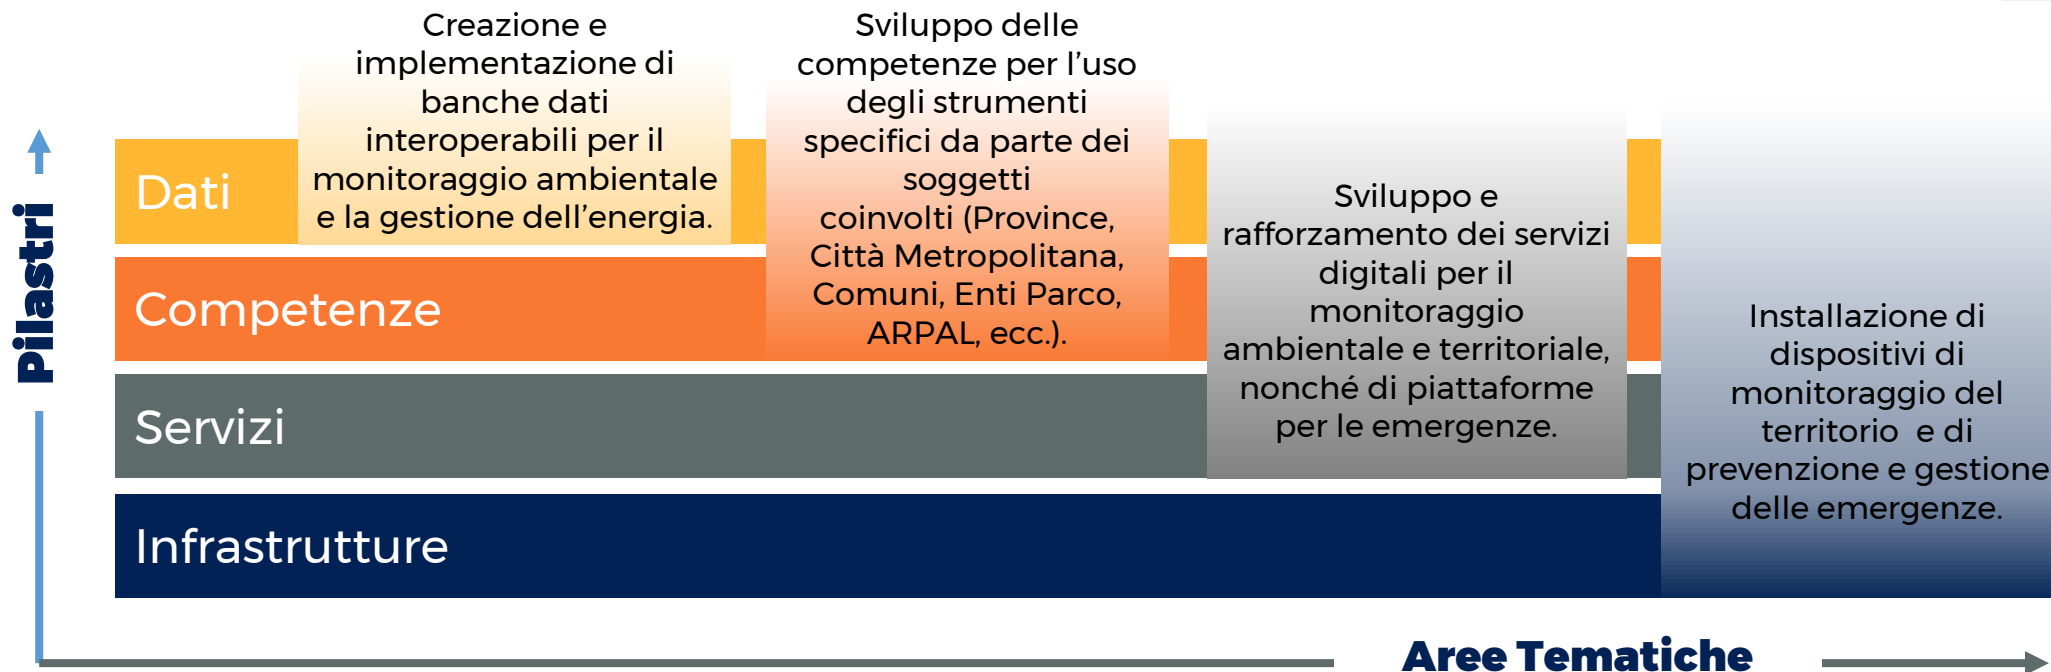 Creazione e
implementazione di
banche dati
interoperabili per il
monitoraggio ambientale
e la gestione dell’energia.
Sviluppo delle
competenze per l’uso
degli strumenti
specifici da parte dei
soggetti
coinvolti (Province,
Città Metropolitana,
Comuni, Enti Parco,
ARPAL, ecc.).
Sviluppo e
rafforzamento dei servizi
digitali per il
monitoraggio
ambientale e territoriale,
nonché di piattaforme
per le emergenze.
Installazione di
dispositivi di
monitoraggio del
territorio e di
prevenzione e gestione
delle emergenze.
Pilastri
Dati
Competenze
Servizi
Infrastrutture
Aree Tematiche